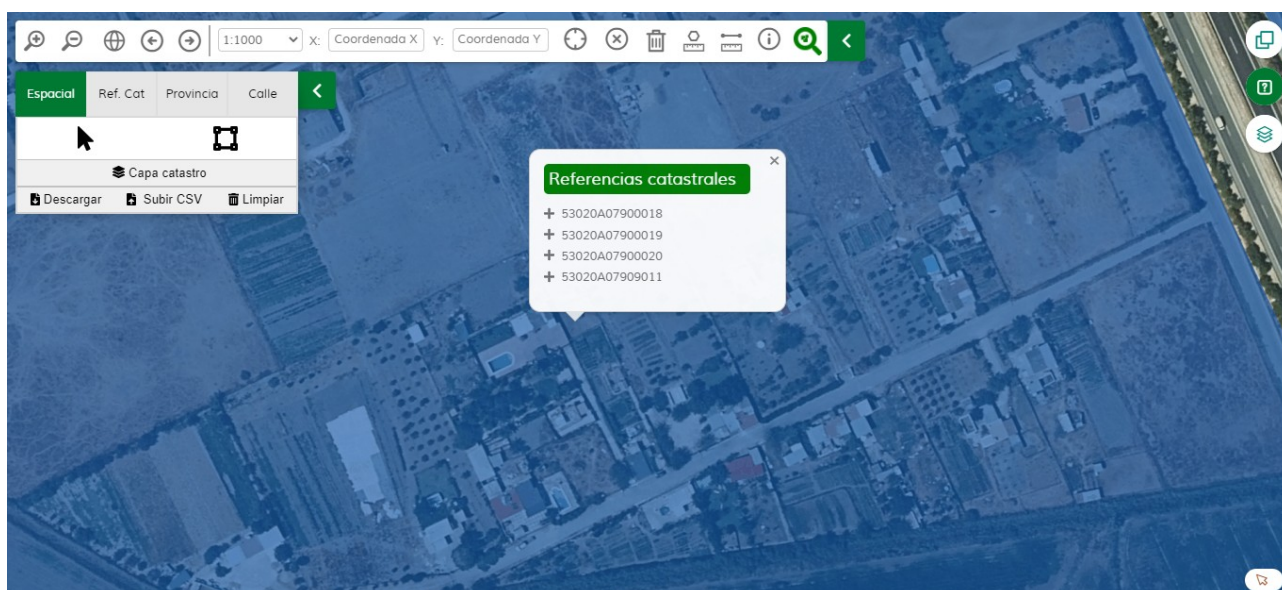 1:1000 X: Coordenada X Y: Coordenada Y
Espacial Ref. Cat Provincia Calle
Capa catastro
Descargar Subir CSV Limpiar
Referencias catastrales
53020A07900018
53020A07900019
53020A07900020
53020A07909011